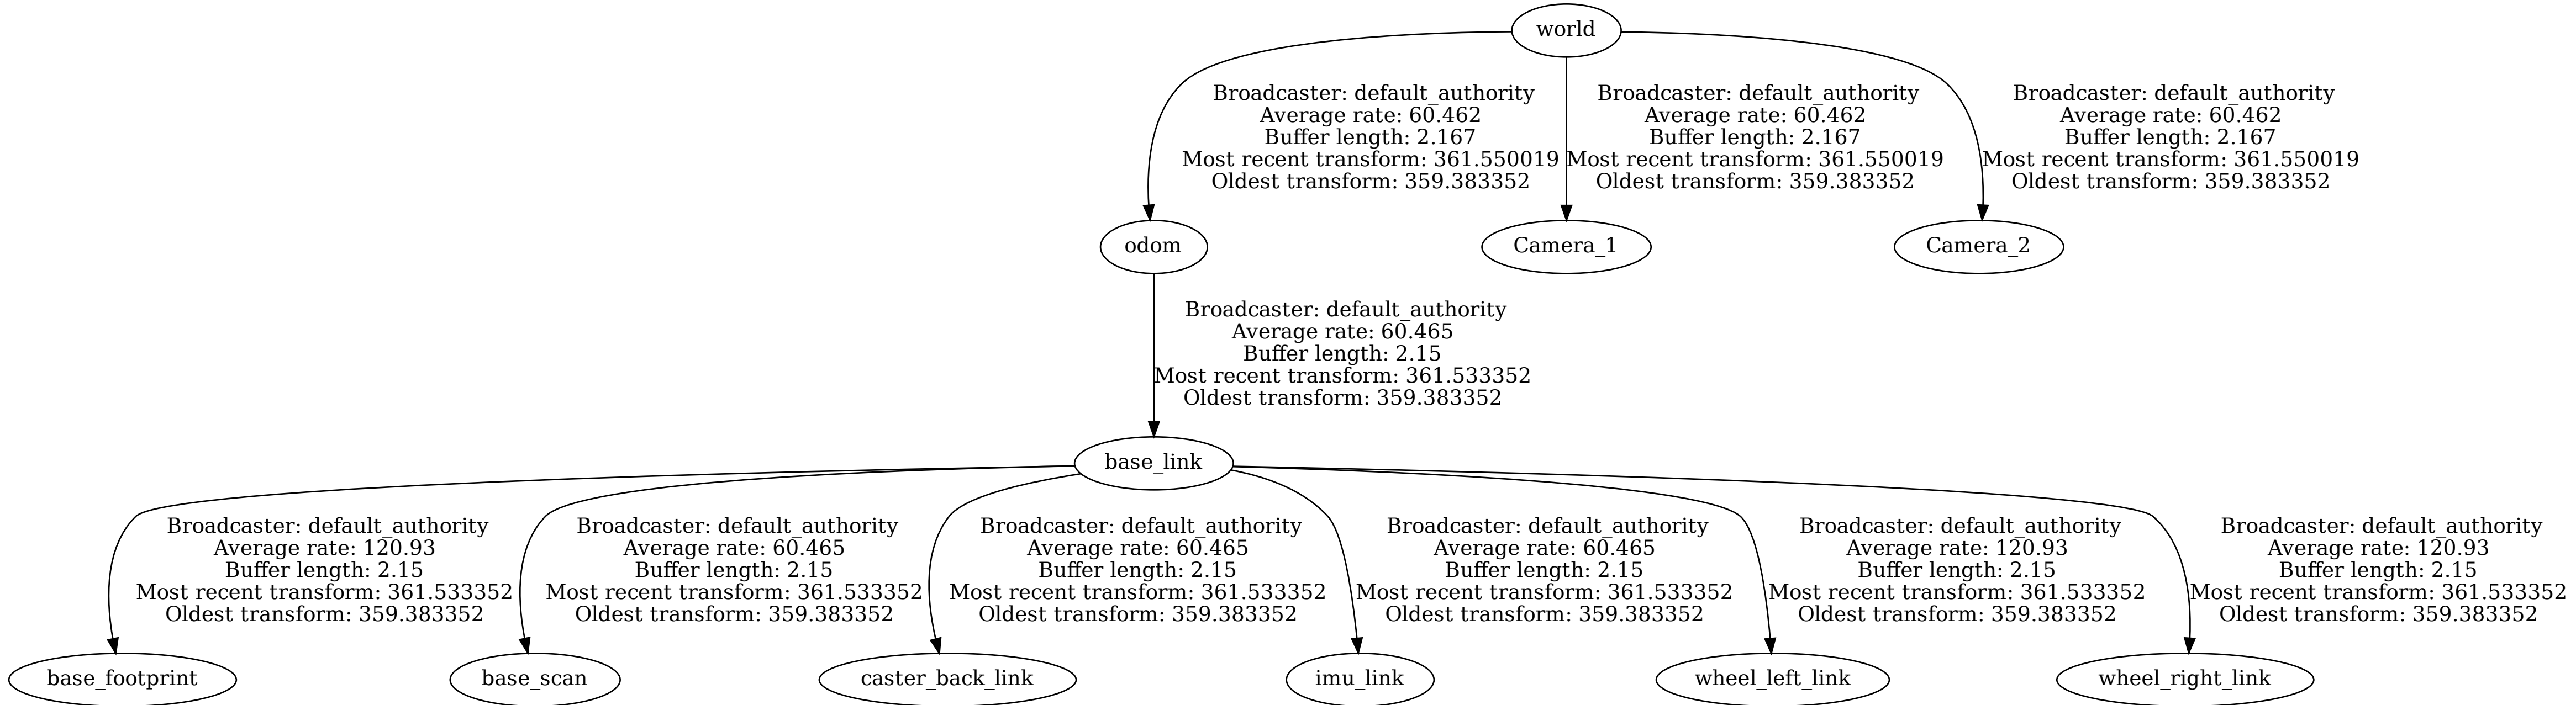 world
Broadcaster: default_authority
Average rate: 60.462
Buffer length: 2.167
Most recent transform: 361.550019
Oldest transform: 359.383352
Broadcaster: default_authority
Average rate: 60.462
Buffer length: 2.167
Most recent transform: 361.550019
Oldest transform: 359.383352
Broadcaster: default_authority
Average rate: 60.462
Buffer length: 2.167
Most recent transform: 361.550019
Oldest transform: 359.383352
odom
Camera_1
Camera_2
Broadcaster: default_authority
Average rate: 60.465
Buffer length: 2.15
Most recent transform: 361.533352
Oldest transform: 359.383352
base_link
Broadcaster: default_authority
Average rate: 120.93
Buffer length: 2.15
Most recent transform: 361.533352
Oldest transform: 359.383352
Broadcaster: default_authority
Average rate: 60.465
Buffer length: 2.15
Most recent transform: 361.533352
Oldest transform: 359.383352
Broadcaster: default_authority
Average rate: 60.465
Buffer length: 2.15
Most recent transform: 361.533352
Oldest transform: 359.383352
Broadcaster: default_authority
Average rate: 60.465
Buffer length: 2.15
Most recent transform: 361.533352
Oldest transform: 359.383352
Broadcaster: default_authority
Average rate: 120.93
Buffer length: 2.15
Most recent transform: 361.533352
Oldest transform: 359.383352
Broadcaster: default_authority
Average rate: 120.93
Buffer length: 2.15
Most recent transform: 361.533352
Oldest transform: 359.383352
base_footprint
base_scan
caster_back_link
imu_link
wheel_left_link
wheel_right_link